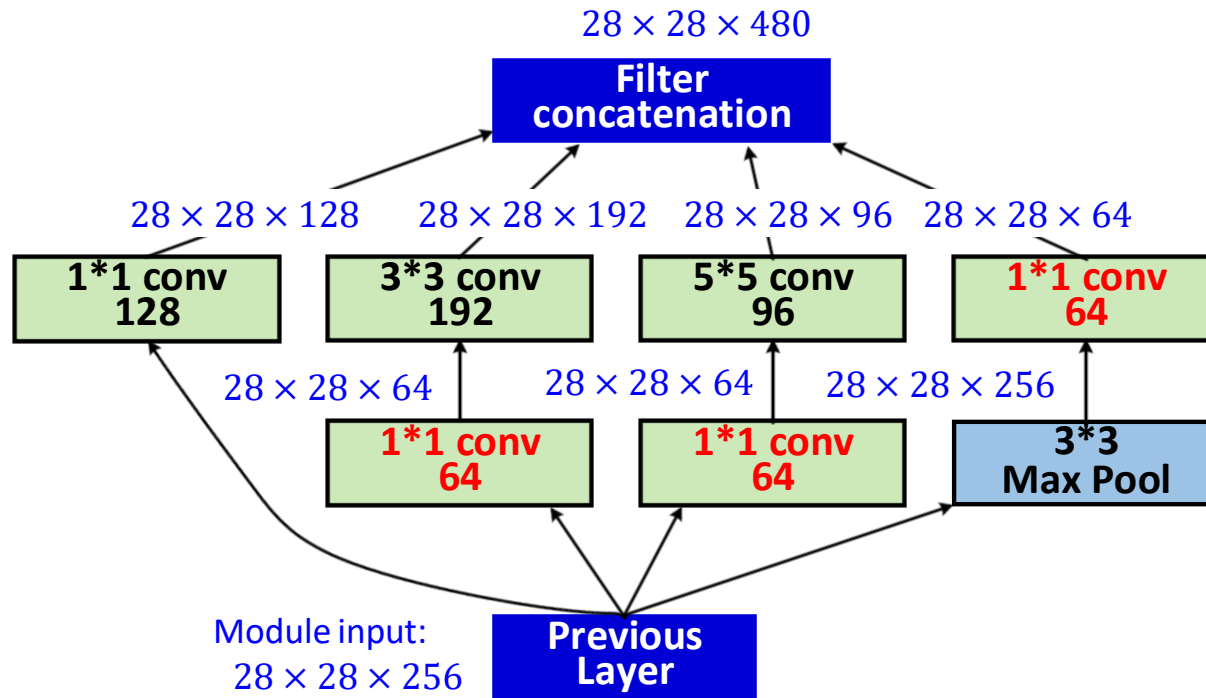 28 × 28 × 480
Filter
concatenation
28 × 28 × 128
28 × 28 × 192
28 × 28 × 96
28 × 28 × 64
1*1 conv
128
3*3 conv
192
5*5 conv
96
1*1 conv
64
28 × 28 × 64
28 × 28 × 64
28 × 28 × 256
1*1 conv
64
1*1 conv
64
3*3
Max Pool
Module input:
28 × 28 × 256
Previous
Layer